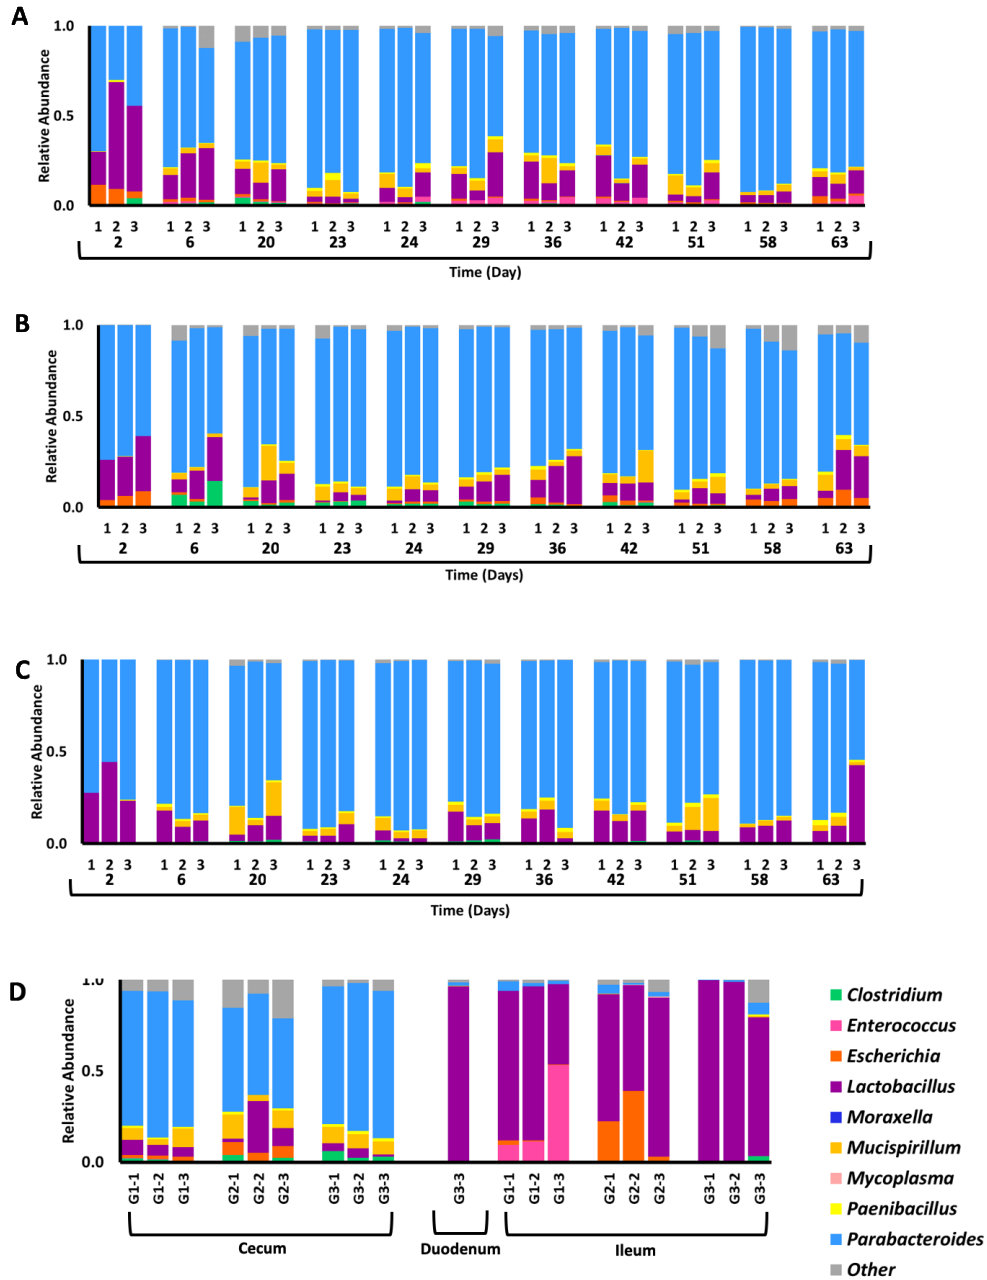 A
1.0
0.5
0.0
Relative Abundance
1 2 3 1 2 3 1 2 3 1 2 3 1 2 3 1 2 3 1 2 3 1 2 3 1 2 3 1 2 3 1 2 3
2 6 20 23 24 29 36 42 51 58 63
Time (Day)
B
1.0
0.5
0.0
Relative Abundance
1 2 3 1 2 3 1 2 3 1 2 3 1 2 3 1 2 3 1 2 3 1 2 3 1 2 3 1 2 3 1 2 3
2 6 20 23 24 29 36 42 51 58 63
Time (Days)
C
1.0
0.5
0.0
Relative Abundance
1 2 3 1 2 3 1 2 3 1 2 3 1 2 3 1 2 3 1 2 3 1 2 3 1 2 3 1 2 3 1 2 3
2 6 20 23 24 29 36 42 51 58 63
Time (Days)
D
1.0
0.5
0.0
Relative Abundance
G1-1 G1-2 G1-3 G2-1 G2-2 G2-3 G3-1 G3-2 G3-3 G3-3 G1-1 G1-2 G1-3 G2-1 G2-2 G2-3 G3-1 G3-2 G3-3
Cecum Duodenum Ileum
Clostridium
Enterococcus
Escherichia
Lactobacillus
Moraxella
Mucispirillum
Mycoplasma
Paenibacillus
Parabacteroides
Other